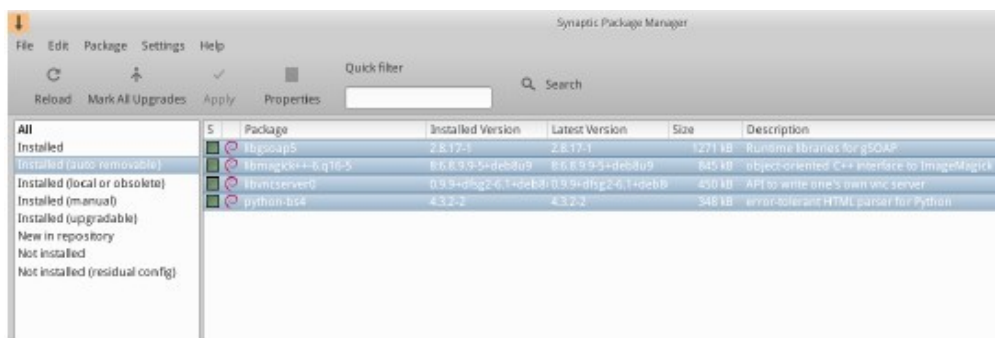 Synaptic Package Manager
File Edit Package Settings Help
Quick filter
Search
Reload Mark All Upgrades Apply Properties
All
Installed
Installed (auto removable)
Installed (local or obsolete)
Installed (manual)
Installed (upgradable)
New in repository
Not installed
Not installed (residual config)
S Package Installed Version Latest Version Size Description
libgsoap5 2.8.17-1 2.8.17-1 1271 kB Runtime libraries for gSOAP
libmagick++-6.q16-5 8:6.8.9.9-5+deb8u9 8:6.8.9.9-5+deb8u9 845 kB object-oriented C++ interface to ImageMagick
libvncserver0 0.9.9+dfsg2-6.1+deb8 0.9.9+dfsg2-6.1+deb8 450 kB API to write one's own vnc server
python-bs4 4.3.2-2 4.3.2-2 348 kB error-tolerant HTML parser for Python